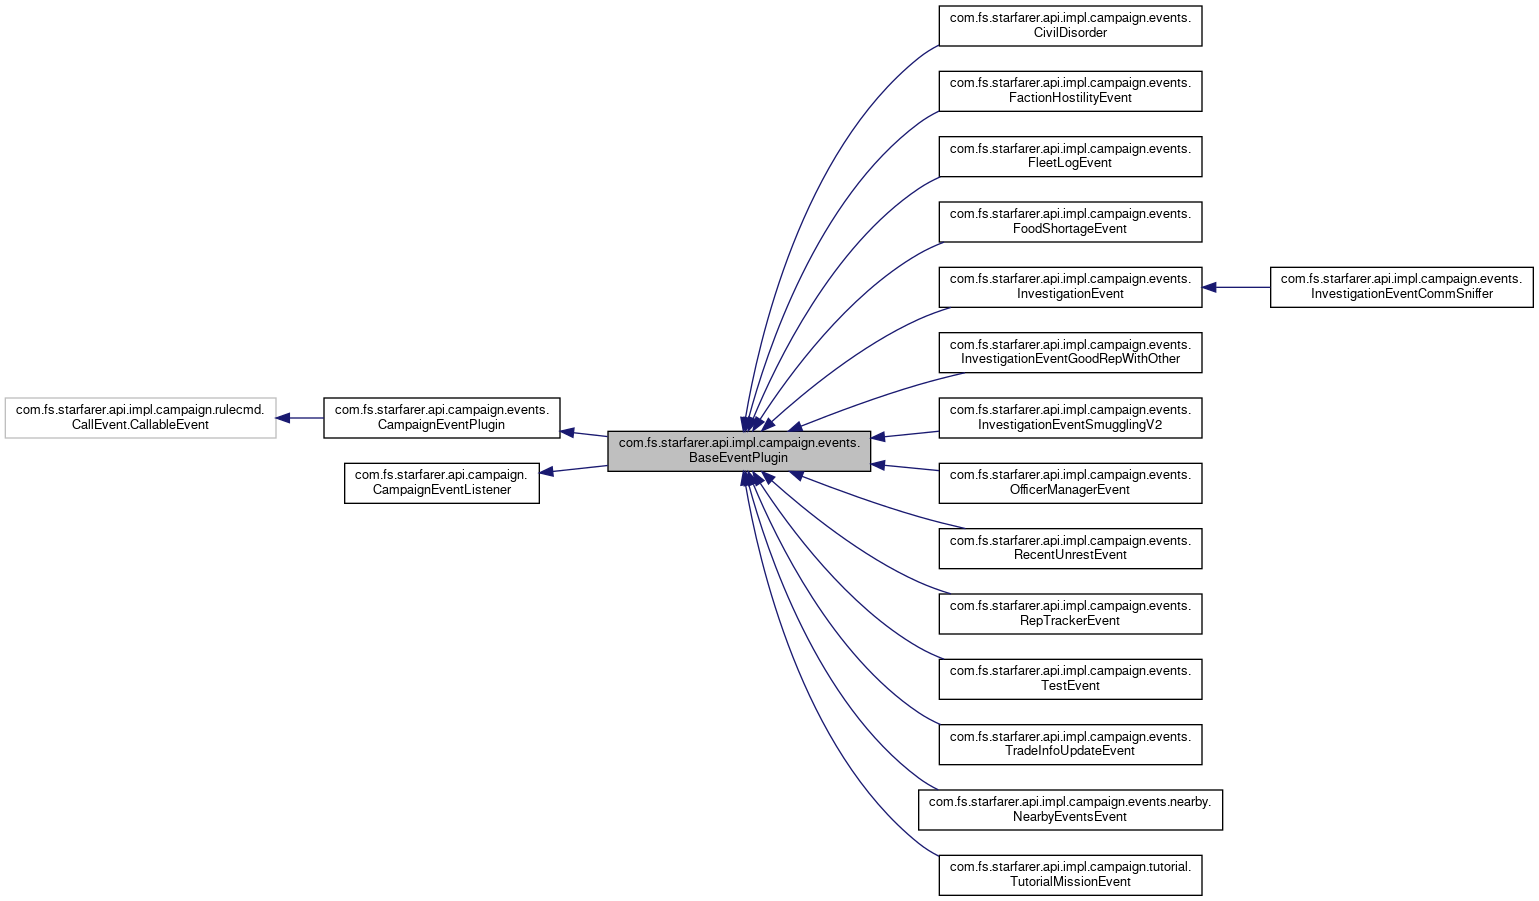 com.fs.starfarer.api.impl.campaign.events.
CivilDisorder
com.fs.starfarer.api.impl.campaign.events.
FactionHostilityEvent
com.fs.starfarer.api.impl.campaign.events.
FleetLogEvent
com.fs.starfarer.api.impl.campaign.events.
FoodShortageEvent
com.fs.starfarer.api.impl.campaign.events.
InvestigationEvent
com.fs.starfarer.api.impl.campaign.events.
InvestigationEventCommSniffer
com.fs.starfarer.api.impl.campaign.events.
InvestigationEventGoodRepWithOther
com.fs.starfarer.api.impl.campaign.rulecmd.
CallEvent.CallableEvent
com.fs.starfarer.api.campaign.events.
CampaignEventPlugin
com.fs.starfarer.api.campaign.
CampaignEventListener
com.fs.starfarer.api.impl.campaign.events.
BaseEventPlugin
com.fs.starfarer.api.impl.campaign.events.
InvestigationEventSmugglingV2
com.fs.starfarer.api.impl.campaign.events.
OfficerManagerEvent
com.fs.starfarer.api.impl.campaign.events.
RecentUnrestEvent
com.fs.starfarer.api.impl.campaign.events.
RepTrackerEvent
com.fs.starfarer.api.impl.campaign.events.
TestEvent
com.fs.starfarer.api.impl.campaign.events.
TradeInfoUpdateEvent
com.fs.starfarer.api.impl.campaign.events.nearby.
NearbyEventsEvent
com.fs.starfarer.api.impl.campaign.tutorial.
TutorialMissionEvent